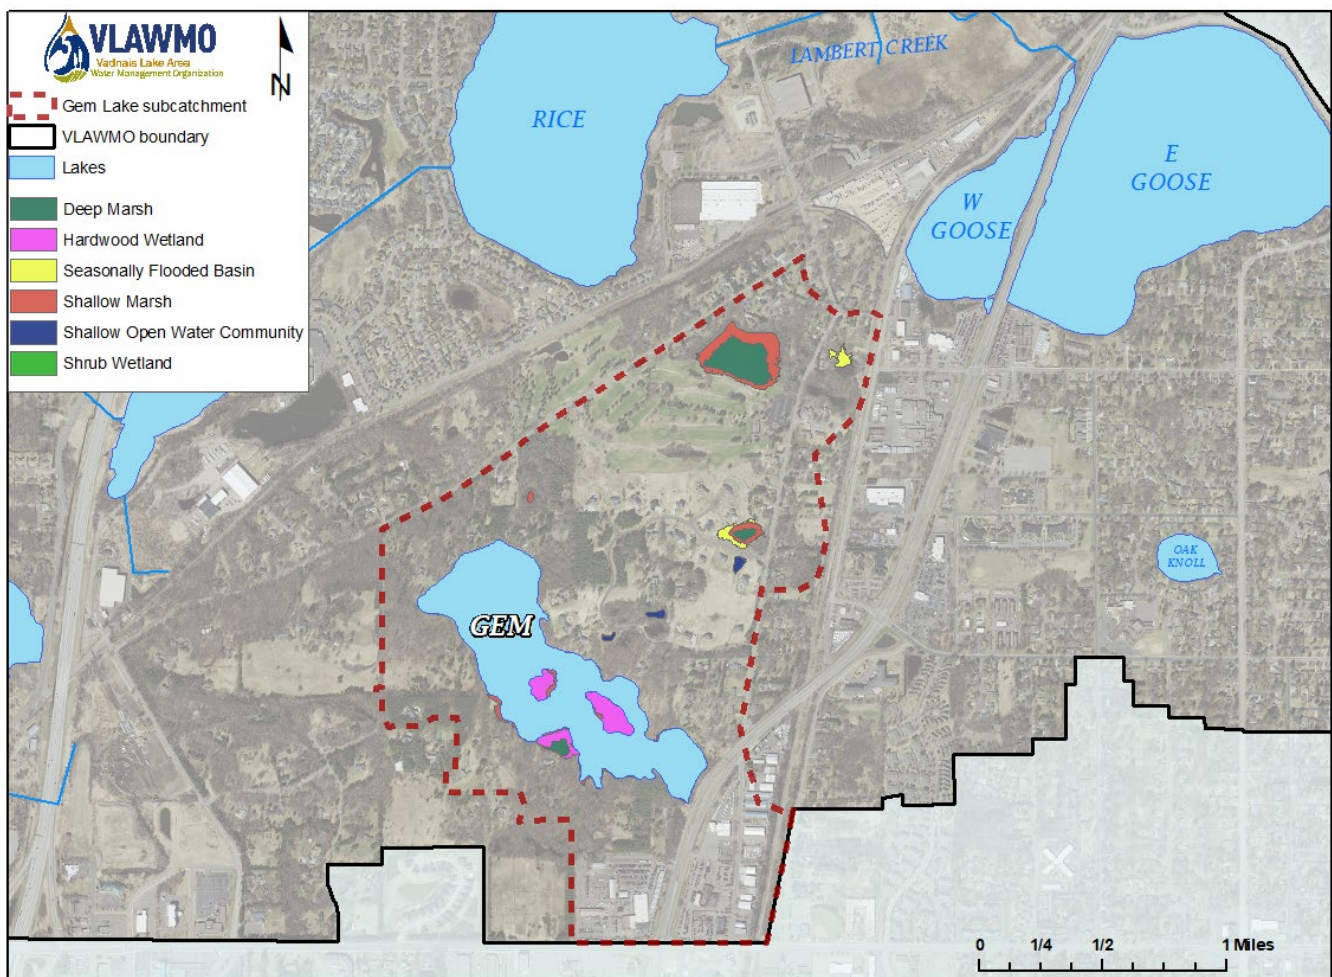 VLAWMO
Vadnais Lake Area
Water Management Organization
N
Gem Lake subcatchment
VLAWMO boundary
Lakes
Deep Marsh
Hardwood Wetland
Seasonally Flooded Basin
Shallow Marsh
Shallow Open Water Community
Shrub Wetland
LAMBERT CREEK
RICE
E
GOOSE
W
GOOSE
OAK
KNOLL
GEM
0 1/4 1/2 1 Miles